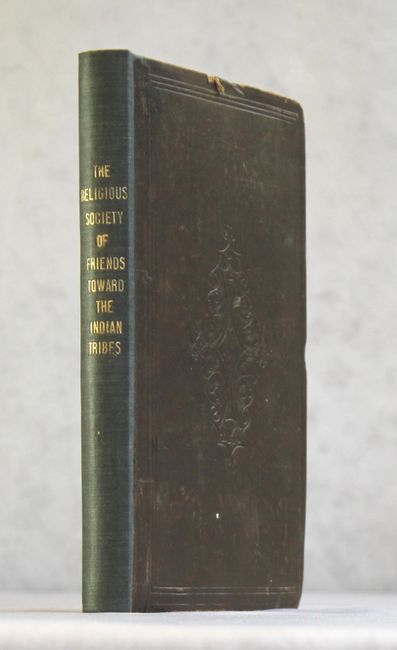 THE
RELIGIOUS
SOCIETY
OF
FRIENDS
TOWARD
THE
INDIAN
TRIBES